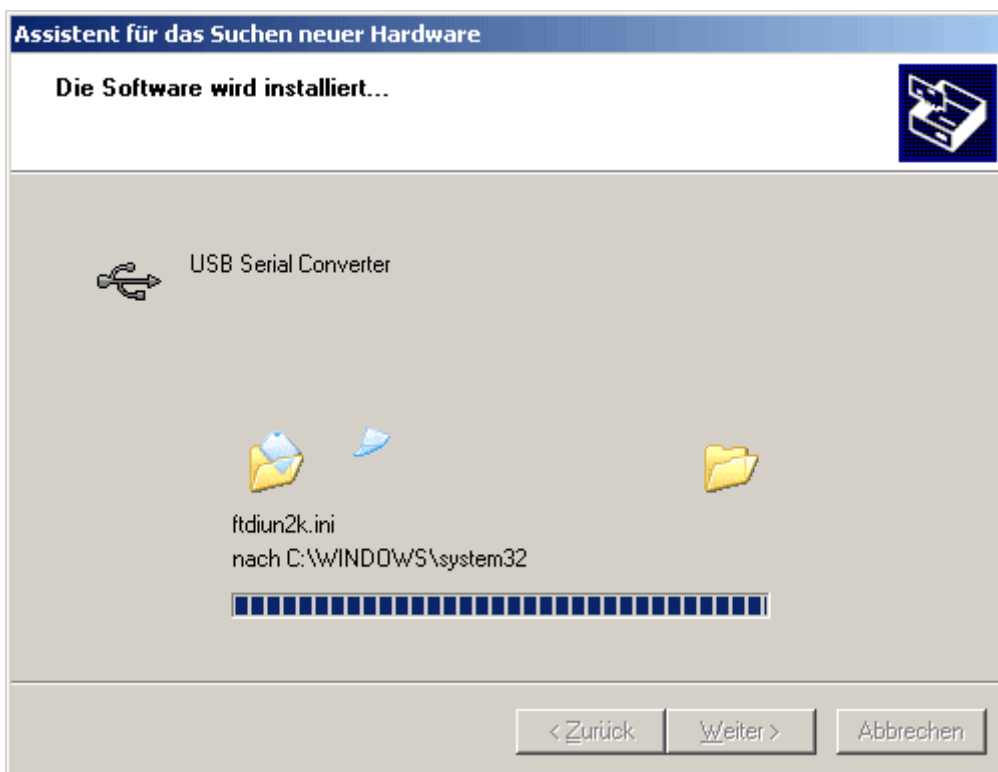 Assistent für das Suchen neuer Hardware
Die Software wird installiert...
USB Serial Converter
ftdiun2k.ini
nach C:\WINDOWS\system32
< Zurück
Weiter >
Abbrechen